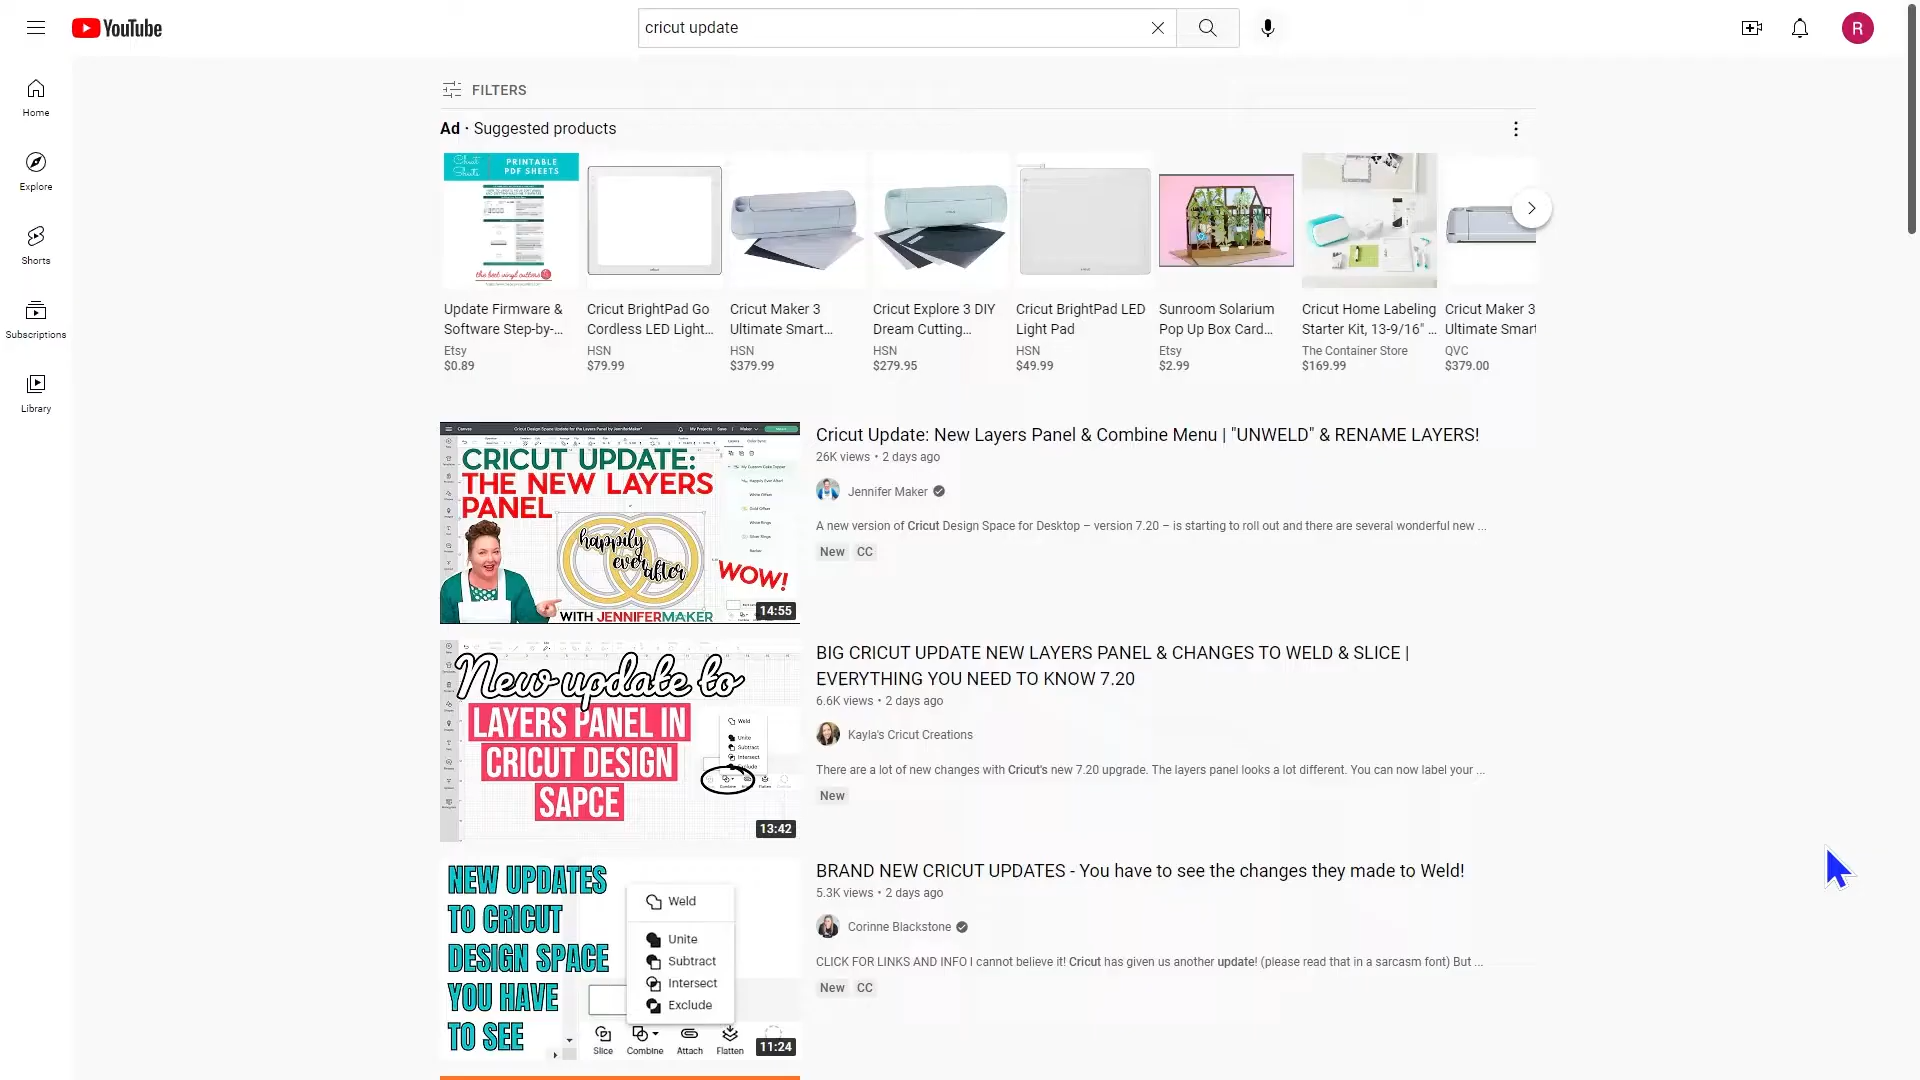 YouTube
cricut update
R
Home
Explore
Shorts
Subscriptions
Library
FILTERS
Ad · Suggested products
PRINTABLE
PDF SHEETS
Update Firmware &
Software Step-by-...
Etsy
$0.89
Cricut BrightPad Go
Cordless LED Light...
HSN
$79.99
Cricut Maker 3
Ultimate Smart...
HSN
$379.99
Cricut Explore 3 DIY
Dream Cutting...
HSN
$279.95
Cricut BrightPad LED
Light Pad
HSN
$49.99
Sunroom Solarium
Pop Up Box Card...
Etsy
$2.99
Cricut Home Labeling
Starter Kit, 13-9/16" ...
The Container Store
$169.99
Cricut Maker 3
Ultimate Smart
QVC
$379.00
CRICUT UPDATE:
THE NEW LAYERS
PANEL
happily
ever after
WOW!
WITH JENNIFERMAKER
14:55
Cricut Update: New Layers Panel & Combine Menu | "UNWELD" & RENAME LAYERS!
26K views • 2 days ago
Jennifer Maker
A new version of Cricut Design Space for Desktop – version 7.20 – is starting to roll out and there are several wonderful new ...
New CC
New update to
LAYERS PANEL IN
CRICUT DESIGN
SAPCE
Weld
Unite
Subtract
Intersect
Exclude
13:42
BIG CRICUT UPDATE NEW LAYERS PANEL & CHANGES TO WELD & SLICE |
EVERYTHING YOU NEED TO KNOW 7.20
6.6K views • 2 days ago
Kayla's Cricut Creations
There are a lot of new changes with Cricut's new 7.20 upgrade. The layers panel looks a lot different. You can now label your ...
New
NEW UPDATES
TO CRICUT
DESIGN SPACE
YOU HAVE
TO SEE
Weld
Unite
Subtract
Intersect
Exclude
Slice Combine Attach Flatten
11:24
BRAND NEW CRICUT UPDATES - You have to see the changes they made to Weld!
5.3K views • 2 days ago
Corinne Blackstone
CLICK FOR LINKS AND INFO I cannot believe it! Cricut has given us another update! (please read that in a sarcasm font) But ...
New CC